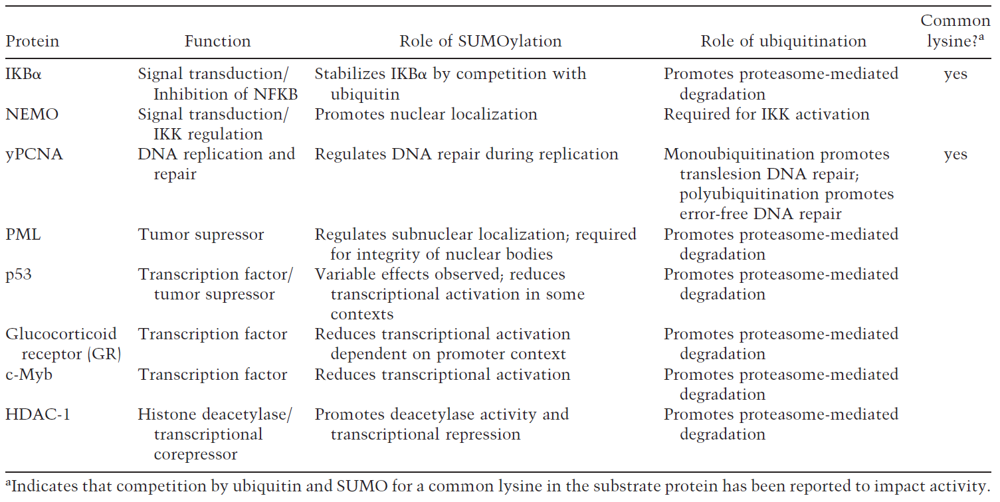 Protein Function Role of SUMOylation Role of ubiquitination Common lysine?a
IKBα Signal transduction/ Stabilizes IKBα by competition with Promotes proteasome-mediated yes
Inhibition of NFKB ubiquitin degradation
NEMO Signal transduction/ Promotes nuclear localization Required for IKK activation
IKK regulation
yPCNA DNA replication and Regulates DNA repair during replication Monoubiquitination promotes yes
repair translesion DNA repair;
polyubiquitination promotes
error-free DNA repair
PML Tumor supressor Regulates subnuclear localization; required Promotes proteasome-mediated
for integrity of nuclear bodies degradation
p53 Transcription factor/ Variable effects observed; reduces Promotes proteasome-mediated
tumor supressor transcriptional activation in some degradation
contexts
Glucocorticoid Transcription factor Reduces transcriptional activation Promotes proteasome-mediated
receptor (GR) dependent on promoter context degradation
c-Myb Transcription factor Reduces transcriptional activation Promotes proteasome-mediated
degradation
HDAC-1 Histone deacetylase/ Promotes deacetylase activity and Promotes proteasome-mediated
transcriptional transcriptional repression degradation
corepressor
aIndicates that competition by ubiquitin and SUMO for a common lysine in the substrate protein has been reported to impact activity.